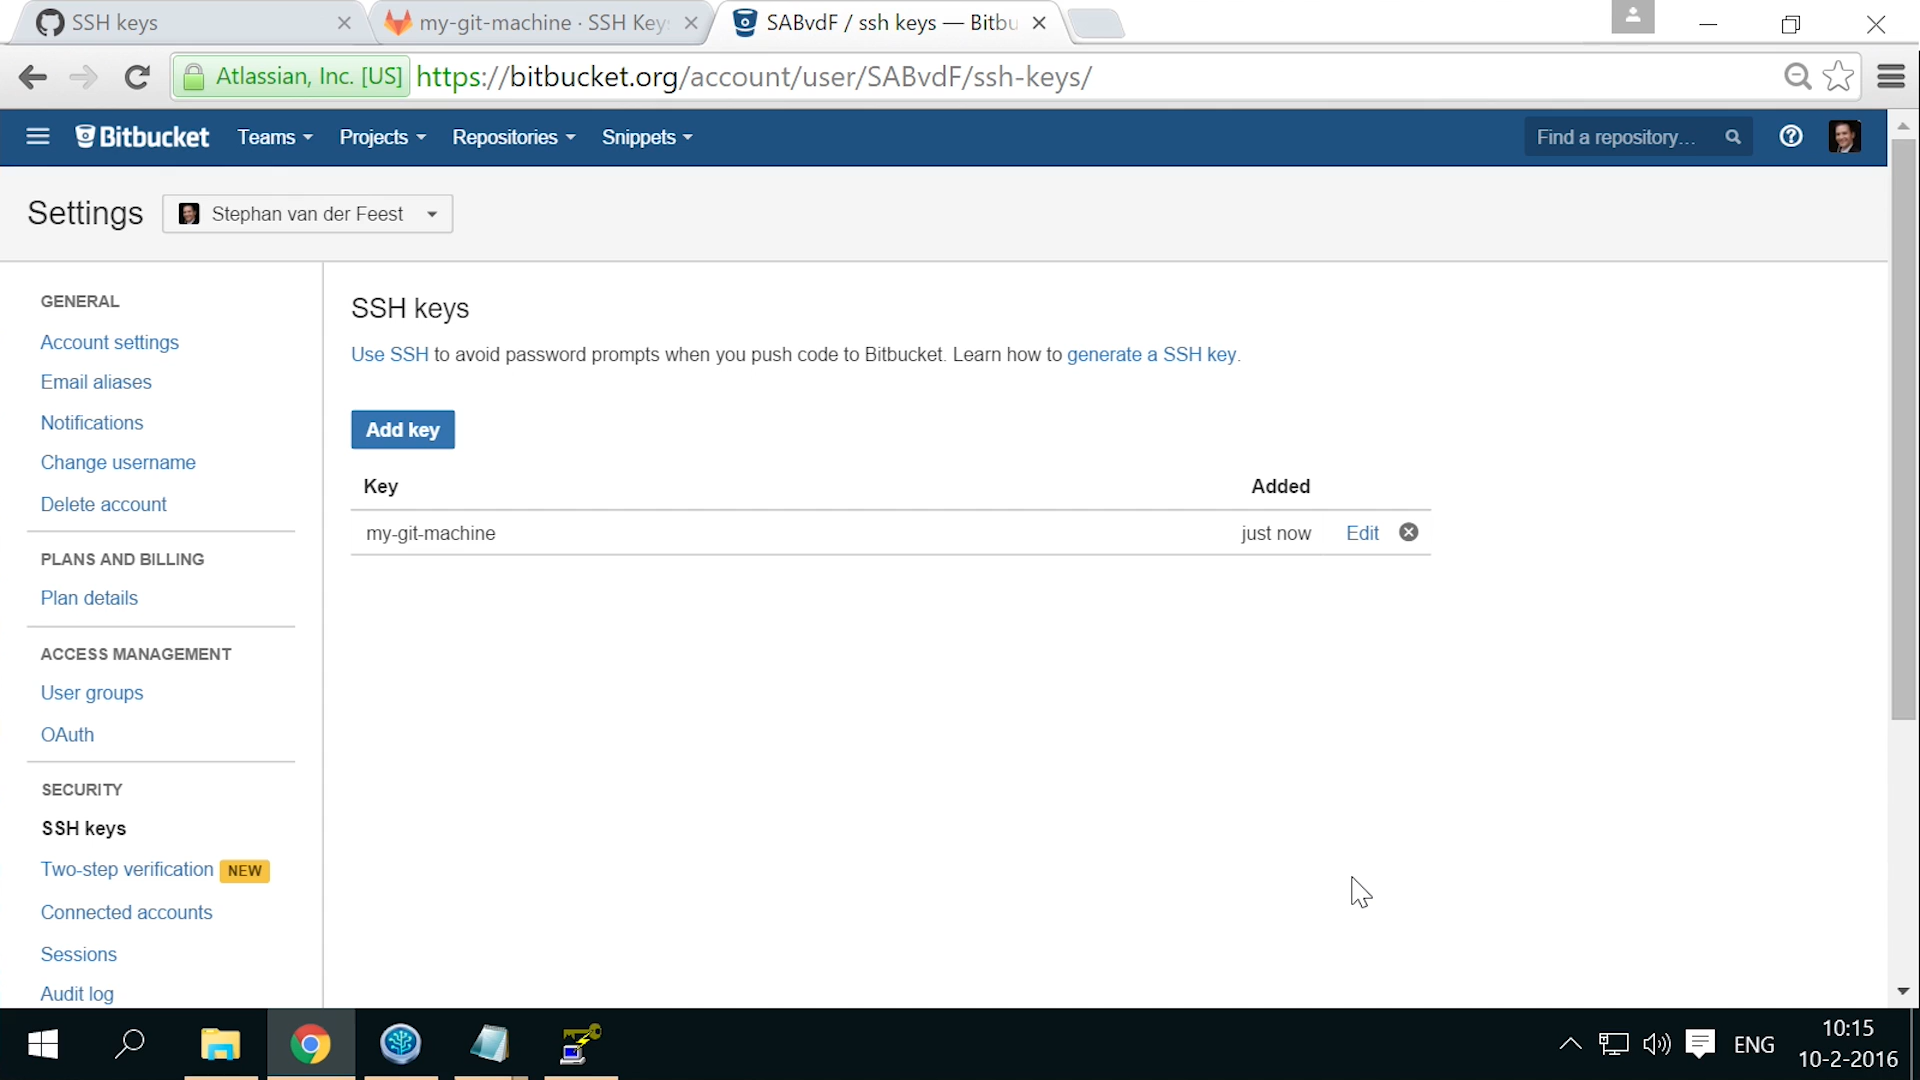 SSH keys
my-git-machine · SSH Key
SABvdF / ssh keys — Bitbu
Atlassian, Inc. [US] https://bitbucket.org/account/user/SABvdF/ssh-keys/
Bitbucket Teams Projects Repositories Snippets Find a repository...
Settings Stephan van der Feest
GENERAL
Account settings
Email aliases
Notifications
Change username
Delete account
PLANS AND BILLING
Plan details
ACCESS MANAGEMENT
User groups
OAuth
SECURITY
SSH keys
Two-step verification NEW
Connected accounts
Sessions
Audit log
SSH keys
Use SSH to avoid password prompts when you push code to Bitbucket. Learn how to generate a SSH key.
Add key
Key Added
my-git-machine just now Edit
ENG
10:15
10-2-2016